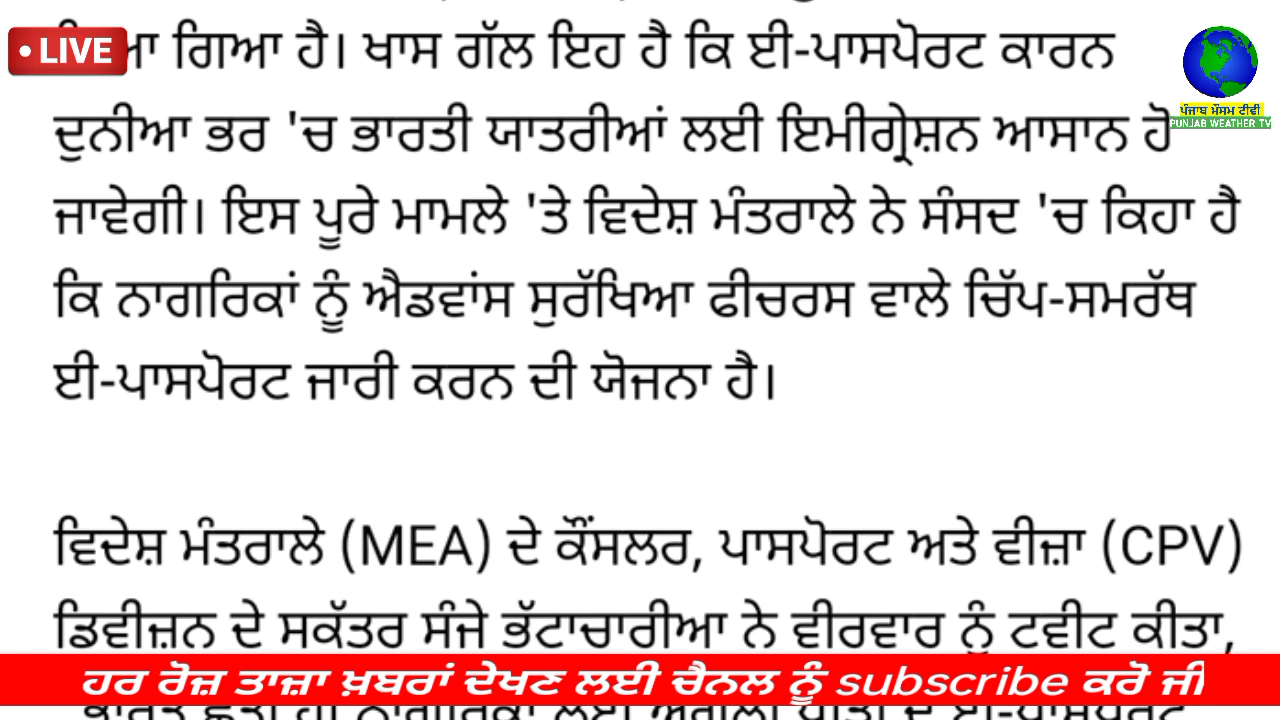 LIVE
ਗਿਆ ਹੈ। ਖਾਸ ਗੱਲ ਇਹ ਹੈ ਕਿ ਈ-ਪਾਸਪੋਰਟ ਕਾਰਨ
ਪੰਜਾਬ ਮੌਸਮ ਟੀਵੀ
PUNJAB WEATHER TV
ਦੁਨੀਆ ਭਰ 'ਚ ਭਾਰਤੀ ਯਾਤਰੀਆਂ ਲਈ ਇਮੀਗ੍ਰੇਸ਼ਨ ਆਸਾਨ ਹੋ
ਜਾਵੇਗੀ। ਇਸ ਪੂਰੇ ਮਾਮਲੇ 'ਤੇ ਵਿਦੇਸ਼ ਮੰਤਰਾਲੇ ਨੇ ਸੰਸਦ 'ਚ ਕਿਹਾ ਹੈ
ਕਿ ਨਾਗਰਿਕਾਂ ਨੂੰ ਐਡਵਾਂਸ ਸੁਰੱਖਿਆ ਫੀਚਰਸ ਵਾਲੇ ਚਿੱਪ-ਸਮਰੱਥ
ਈ-ਪਾਸਪੋਰਟ ਜਾਰੀ ਕਰਨ ਦੀ ਯੋਜਨਾ ਹੈ।
ਵਿਦੇਸ਼ ਮੰਤਰਾਲੇ (MEA) ਦੇ ਕੌਂਸਲਰ, ਪਾਸਪੋਰਟ ਅਤੇ ਵੀਜ਼ਾ (CPV)
ਡਿਵੀਜ਼ਨ ਦੇ ਸਕੱਤਰ ਸੰਜੇ ਭੱਟਾਚਾਰੀਆ ਨੇ ਵੀਰਵਾਰ ਨੂੰ ਟਵੀਟ ਕੀਤਾ,
ਹਰ ਰੋਜ਼ ਤਾਜ਼ਾ ਖ਼ਬਰਾਂ ਦੇਖਣ ਲਈ ਚੈਨਲ ਨੂੰ subscribe ਕਰੋ ਜੀ